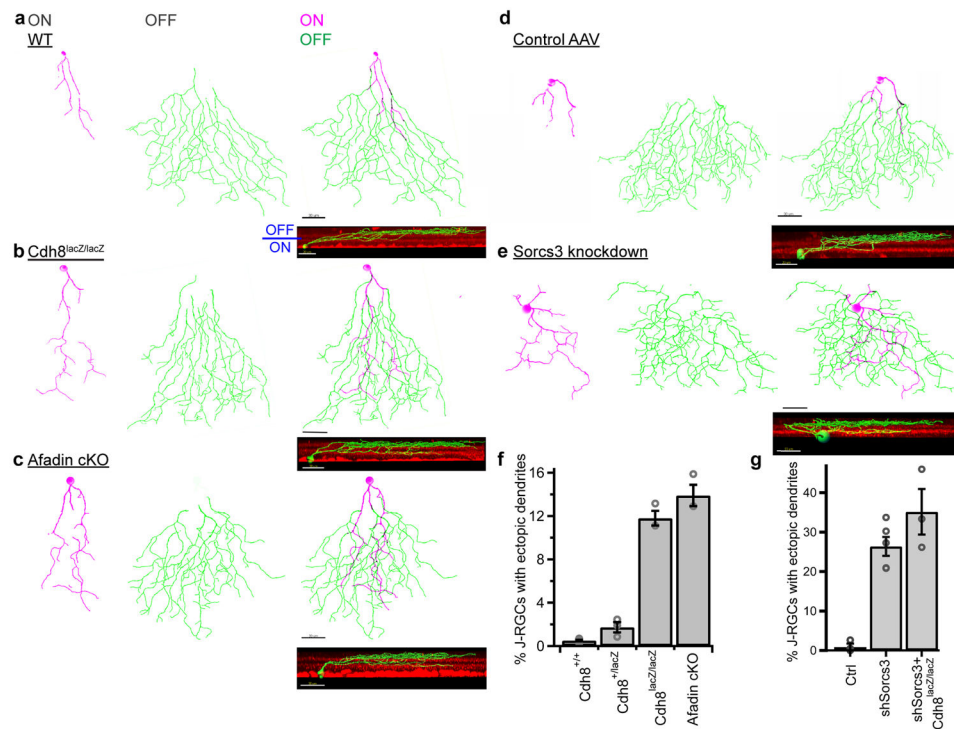 a
ON
OFF
ON
WT
OFF
OFF
ON
b
Cdh8lacZ/lacZ
c
Afadin cKO
d
Control AAV
e
Sorcs3 knockdown
f
% J-RGCs with ectopic dendrites
16
12
8
4
0
Cdh8+/+
Cdh8+/lacZ
Cdh8lacZ/lacZ
Afadin cKO
g
% J-RGCs with ectopic dendrites
40
30
20
10
0
Ctrl
shSorcs3
shSorcs3+
Cdh8lacZ/lacZ